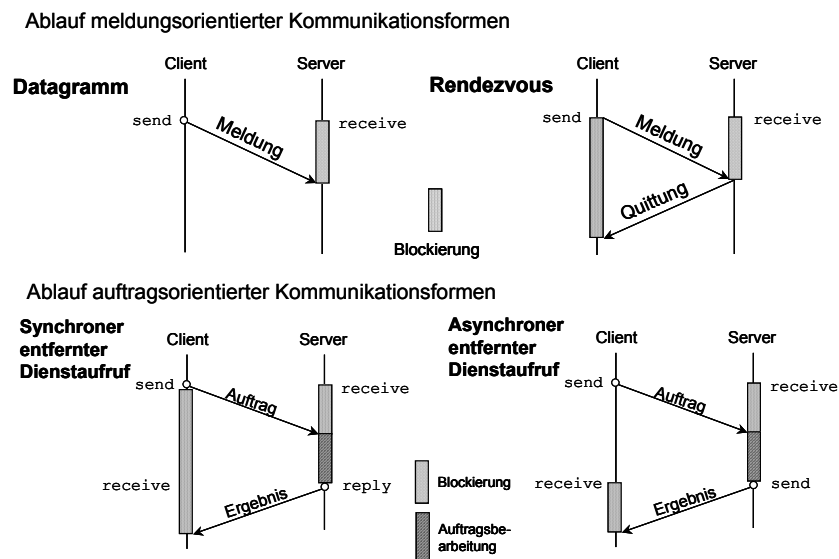 Ablauf meldungsorientierter Kommunikationsformen
Datagramm
Client
Server
send
Meldung
receive
Rendezvous
Client
Server
send
Meldung
receive
Quittung
Blockierung
Ablauf auftragsorientierter Kommunikationsformen
Synchroner
entfernter
Dienstaufruf
Client
Server
send
Auftrag
receive
receive
Ergebnis
reply
Blockierung
Auftragsbe-
arbeitung
Asynchroner
entfernter
Dienstaufruf
Client
Server
send
Auftrag
receive
receive
Ergebnis
send